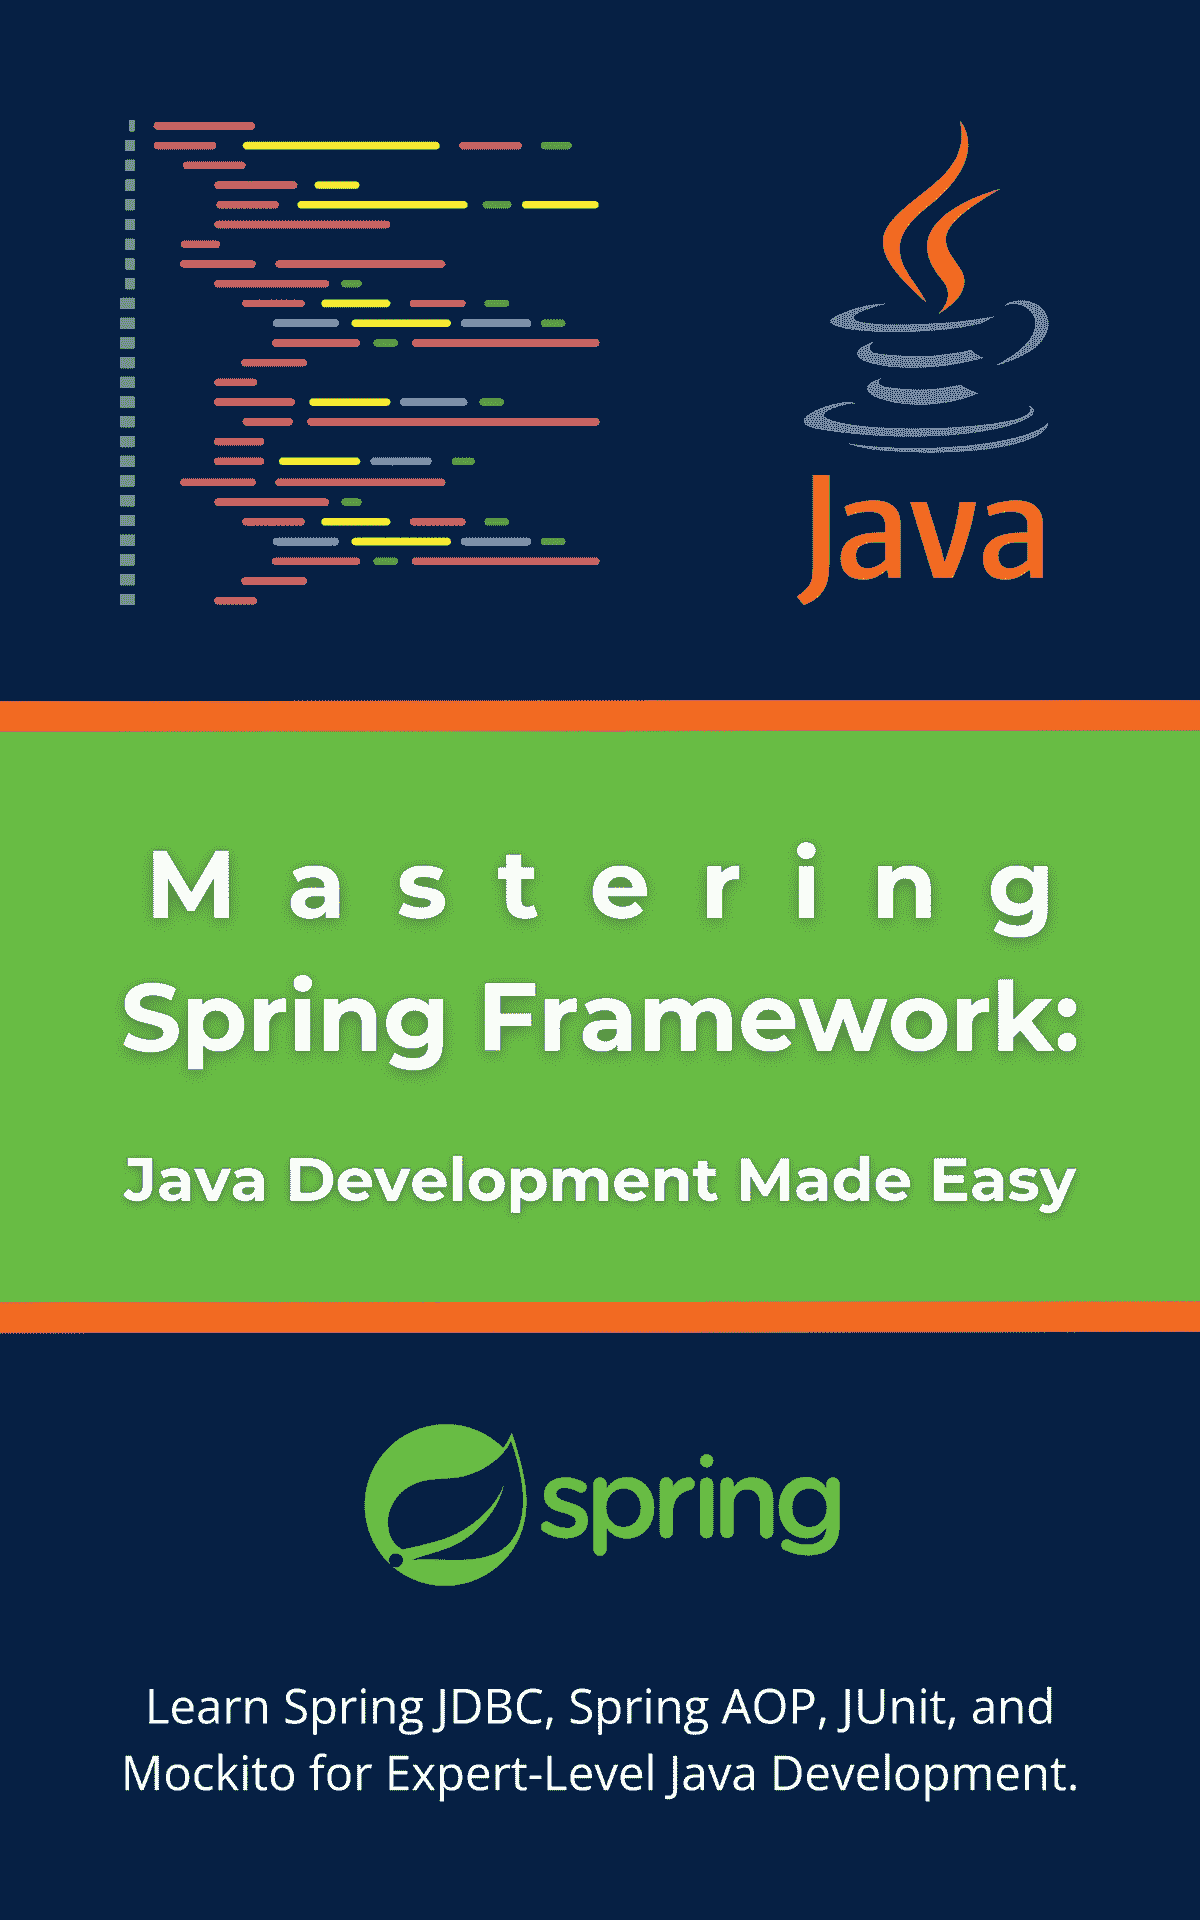 Java
Mastering
Spring Framework:
Java Development Made Easy
spring
Learn Spring JDBC, Spring AOP, JUnit, and
Mockito for Expert-Level Java Development.